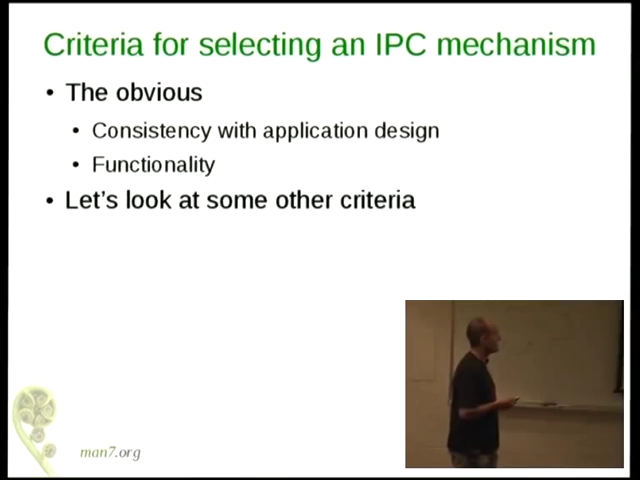 Criteria for selecting an IPC mechanism
• The obvious
• Consistency with application design
• Functionality
• Let's look at some other criteria
man7.org